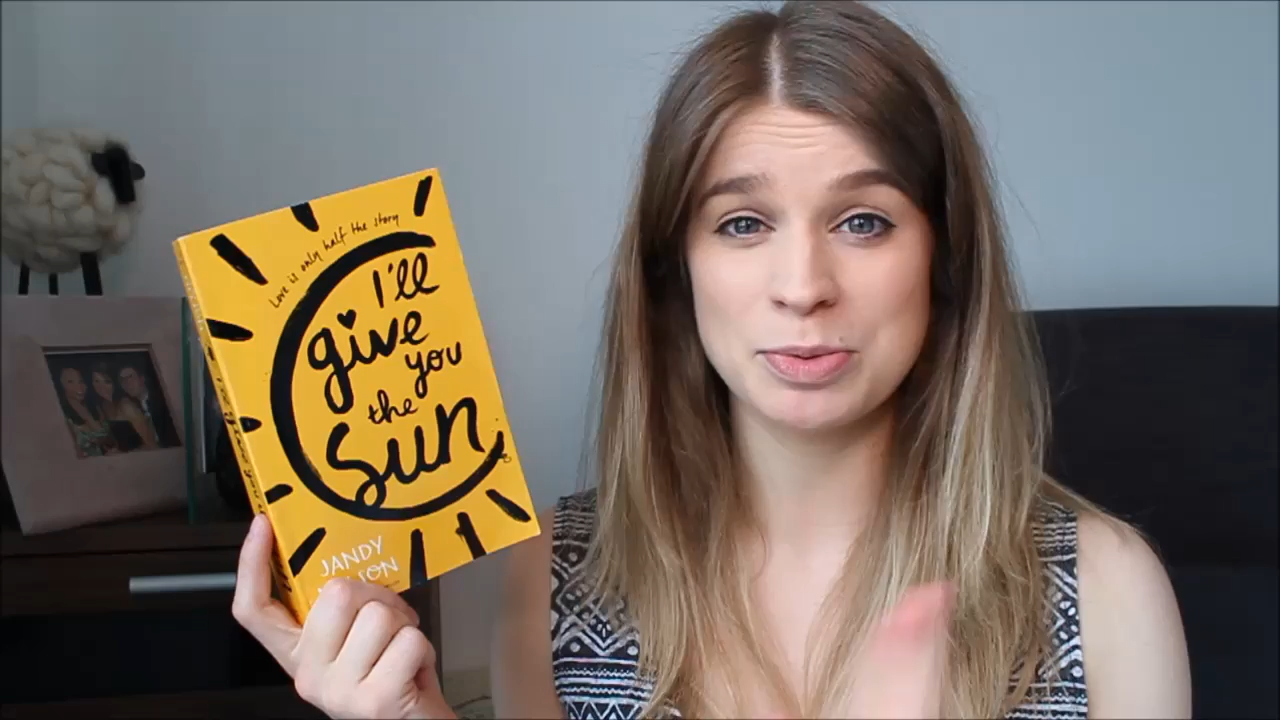 Love is only half the story
I'll
give
you
the
Sun
JANDY